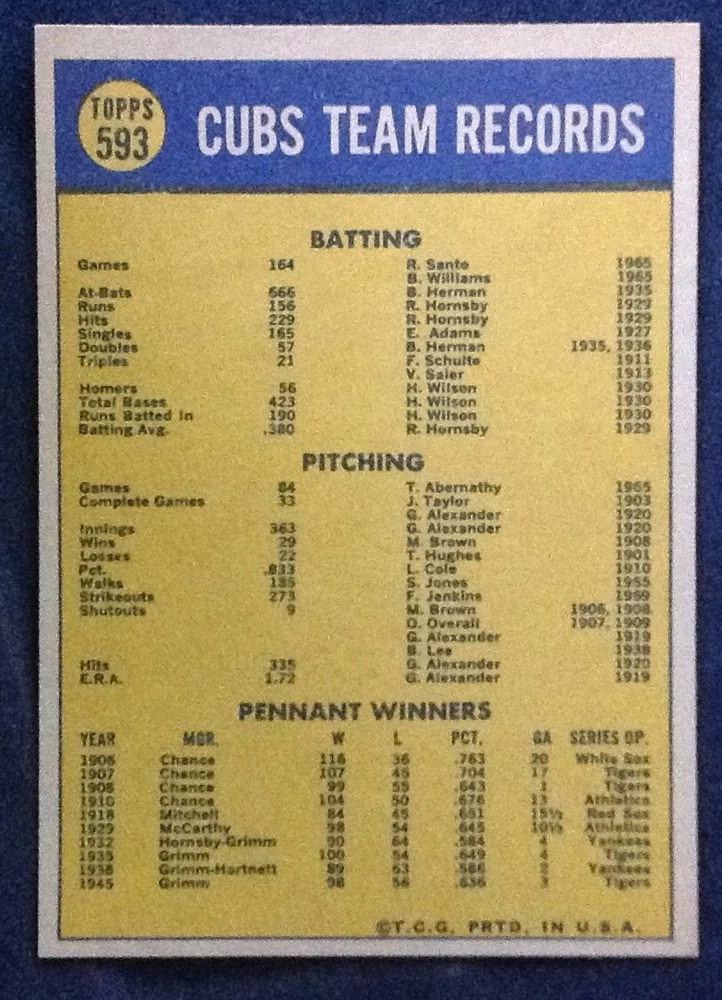 TOPPS
593
CUBS TEAM RECORDS
BATTING
Games 164 R. Santo 1965
B. Williams 1965
At-Bats 666 B. Herman 1935
Runs 156 R. Hornsby 1929
Hits 229 R. Hornsby 1929
Singles 165 E. Adams 1927
Doubles 57 B. Herman 1935, 1936
Triples 21 F. Schulte 1911
V. Saier 1913
Homers 56 H. Wilson 1930
Total Bases 423 H. Wilson 1930
Runs Batted In 190 H. Wilson 1930
Batting Avg. .380 R. Hornsby 1929
PITCHING
Games 84 T. Abernathy 1965
Complete Games 33 J. Taylor 1903
G. Alexander 1920
Innings 363 G. Alexander 1920
Wins 29 M. Brown 1908
Losses 22 T. Hughes 1901
Pct. .833 L. Cole 1910
Walks 185 S. Jones 1955
Strikeouts 273 F. Jenkins 1969
Shutouts 9 M. Brown 1906, 1908
O. Overall 1907, 1909
G. Alexander 1919
B. Lee 1938
Hits 335 G. Alexander 1920
E.R.A. 1.72 G. Alexander 1919
PENNANT WINNERS
YEAR MGR. W L PCT. GA SERIES OP.
1906 Chance 116 36 .763 20 White Sox
1907 Chance 107 45 .704 17 Tigers
1908 Chance 99 55 .643 1 Tigers
1910 Chance 104 50 .676 13 Athletics
1918 Mitchell 84 45 .651 15½ Red Sox
1929 McCarthy 98 54 .645 10½ Athletics
1932 Hornsby-Grimm 90 64 .584 4 Yankees
1935 Grimm 100 54 .649 4 Tigers
1938 Grimm-Hartnett 89 63 .586 2 Yankees
1945 Grimm 98 56 .636 3 Tigers
©T.C.G. PRTD. IN U.S.A.